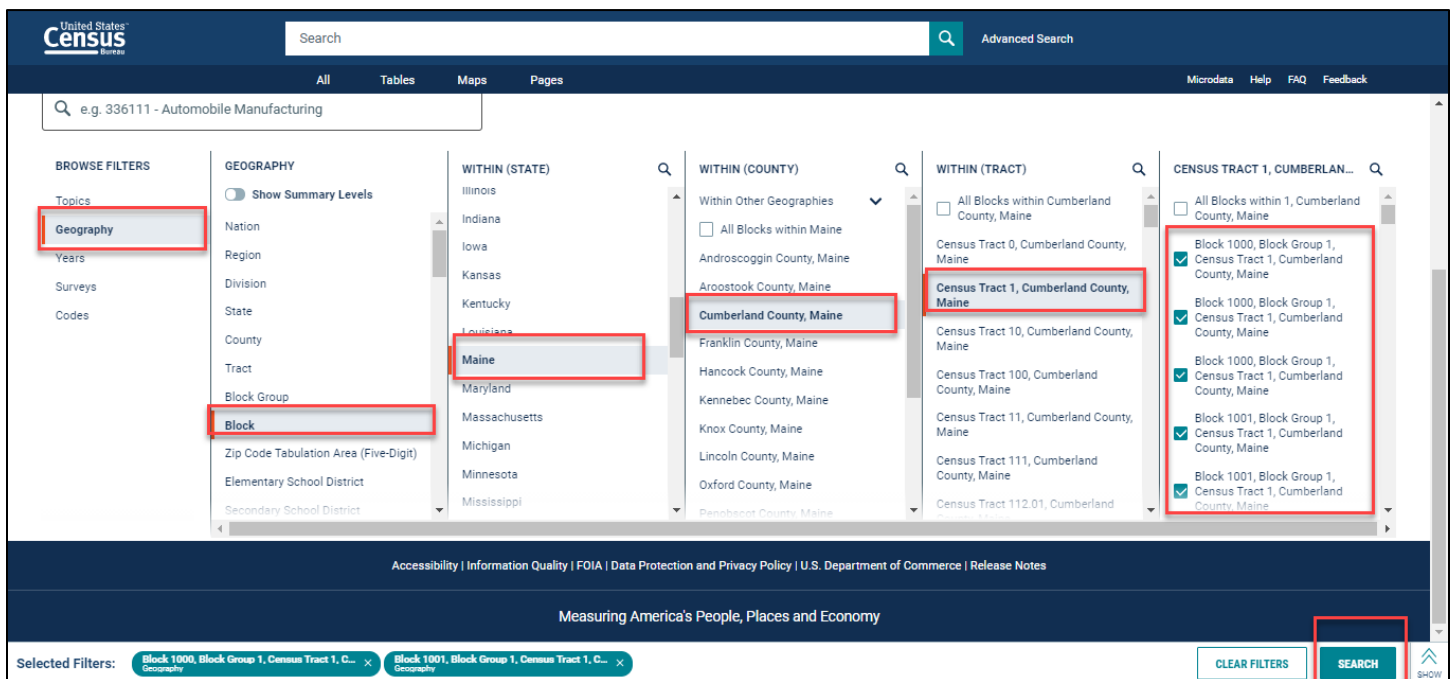 United States®
Census
Bureau
Search
Advanced Search
All Tables Maps Pages
Microdata Help FAQ Feedback
e.g. 336111 - Automobile Manufacturing
BROWSE FILTERS
Topics
Geography
Years
Surveys
Codes
GEOGRAPHY
Show Summary Levels
Nation
Region
Division
State
County
Tract
Block Group
Block
Zip Code Tabulation Area (Five-Digit)
Elementary School District
Secondary School District
WITHIN (STATE)
Illinois
Indiana
Iowa
Kansas
Kentucky
Louisiana
Maine
Maryland
Massachusetts
Michigan
Minnesota
Mississippi
WITHIN (COUNTY)
Within Other Geographies
All Blocks within Maine
Androscoggin County, Maine
Aroostook County, Maine
Cumberland County, Maine
Franklin County, Maine
Hancock County, Maine
Kennebec County, Maine
Knox County, Maine
Lincoln County, Maine
Oxford County, Maine
Penobscot County, Maine
WITHIN (TRACT)
All Blocks within Cumberland
County, Maine
Census Tract 0, Cumberland County,
Maine
Census Tract 1, Cumberland County,
Maine
Census Tract 10, Cumberland County,
Maine
Census Tract 100, Cumberland
County, Maine
Census Tract 11, Cumberland County,
Maine
Census Tract 111, Cumberland
County, Maine
Census Tract 112.01, Cumberland
County, Maine
CENSUS TRACT 1, CUMBERLAN...
All Blocks within 1, Cumberland
County, Maine
Block 1000, Block Group 1,
Census Tract 1, Cumberland
County, Maine
Block 1000, Block Group 1,
Census Tract 1, Cumberland
County, Maine
Block 1000, Block Group 1,
Census Tract 1, Cumberland
County, Maine
Block 1001, Block Group 1,
Census Tract 1, Cumberland
County, Maine
Block 1001, Block Group 1,
Census Tract 1, Cumberland
County, Maine
Accessibility | Information Quality | FOIA | Data Protection and Privacy Policy | U.S. Department of Commerce | Release Notes
Measuring America's People, Places and Economy
Selected Filters:
Block 1000, Block Group 1, Census Tract 1, C... ×
Geography
Block 1001, Block Group 1, Census Tract 1, C... ×
Geography
CLEAR FILTERS
SEARCH
SHOW